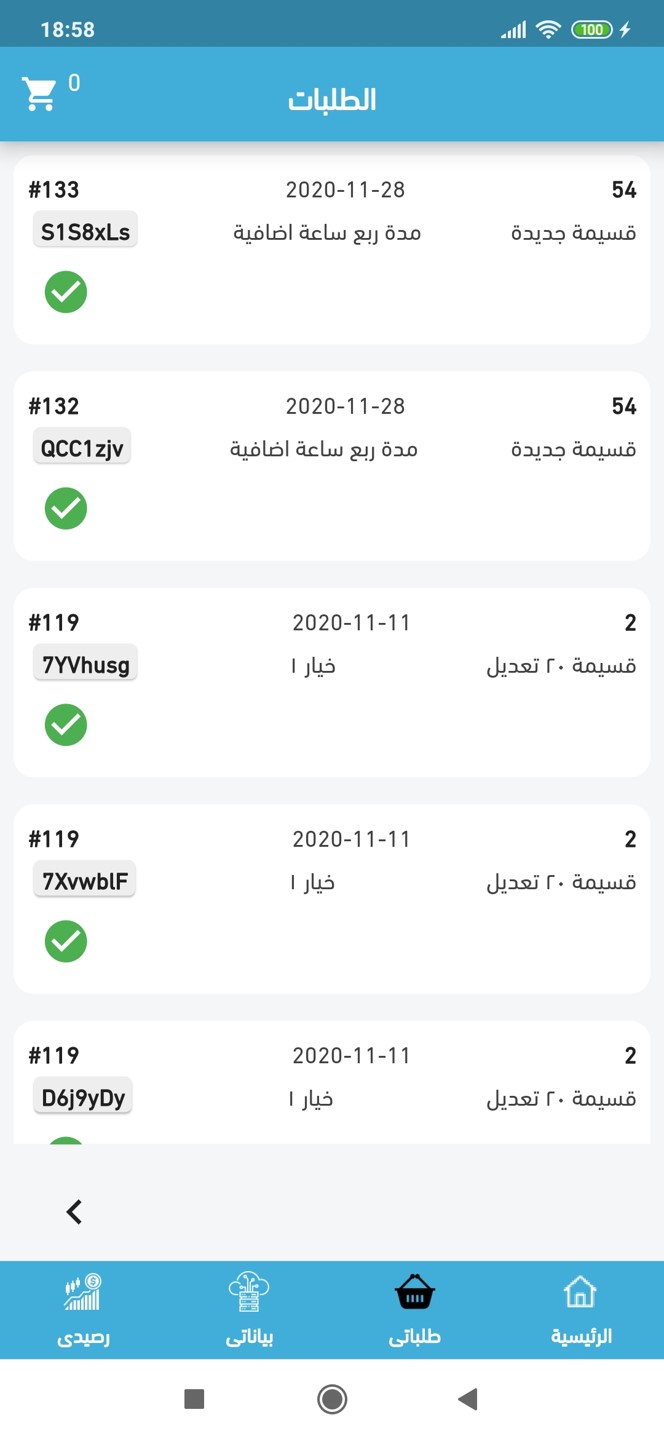 18:58
100
0
الطلبات
#133 2020-11-28 54
S1S8xLs مدة ربع ساعة اضافية قسيمة جديدة
#132 2020-11-28 54
QCC1zjv مدة ربع ساعة اضافية قسيمة جديدة
#119 2020-11-11 2
7YVhusg خيار ١ قسيمة ٢٠ تعديل
#119 2020-11-11 2
7XvwblF خيار ١ قسيمة ٢٠ تعديل
#119 2020-11-11 2
D6j9yDy خيار ١ قسيمة ٢٠ تعديل
الرئيسية طلباتى بياناتى رصيدى